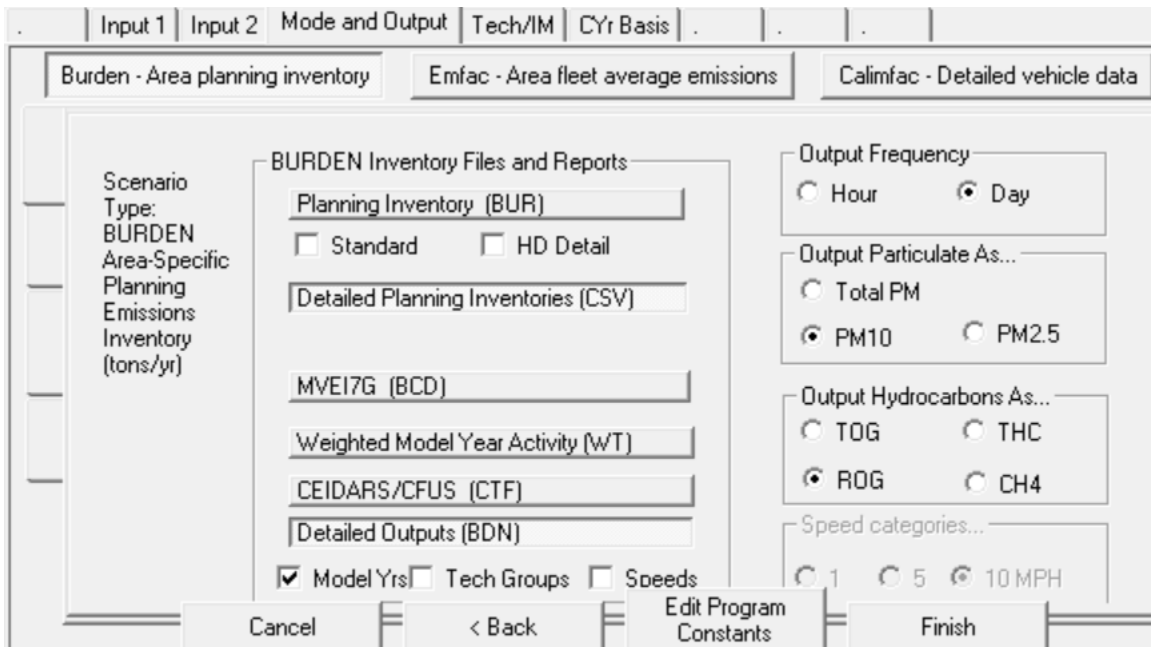 . Input 1 Input 2 Mode and Output Tech/IM CYr Basis . . .
Burden - Area planning inventory Emfac - Area fleet average emissions Calimfac - Detailed vehicle data
Scenario
Type:
BURDEN
Area-Specific
Planning
Emissions
Inventory
(tons/yr)
BURDEN Inventory Files and Reports
Planning Inventory (BUR)
Standard HD Detail
Detailed Planning Inventories (CSV)
MVEI7G (BCD)
Weighted Model Year Activity (WT)
CEIDARS/CFUS (CTF)
Detailed Outputs (BDN)
Model Yrs Tech Groups Speeds
Output Frequency
Hour Day
Output Particulate As...
Total PM
PM10 PM2.5
Output Hydrocarbons As...
TOG THC
ROG CH4
Speed categories...
1 5 10 MPH
Cancel < Back Edit Program
Constants Finish